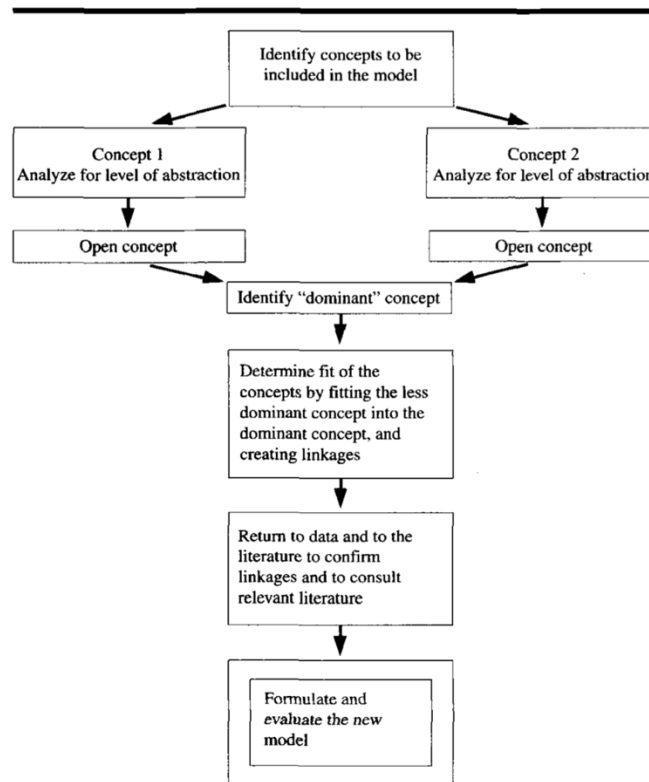 Identify concepts to be
included in the model
Concept 1
Analyze for level of abstraction
Concept 2
Analyze for level of abstraction
Open concept
Open concept
Identify “dominant” concept
Determine fit of the
concepts by fitting the less
dominant concept into the
dominant concept, and
creating linkages
Return to data and to the
literature to confirm
linkages and to consult
relevant literature
Formulate and
evaluate the new
model